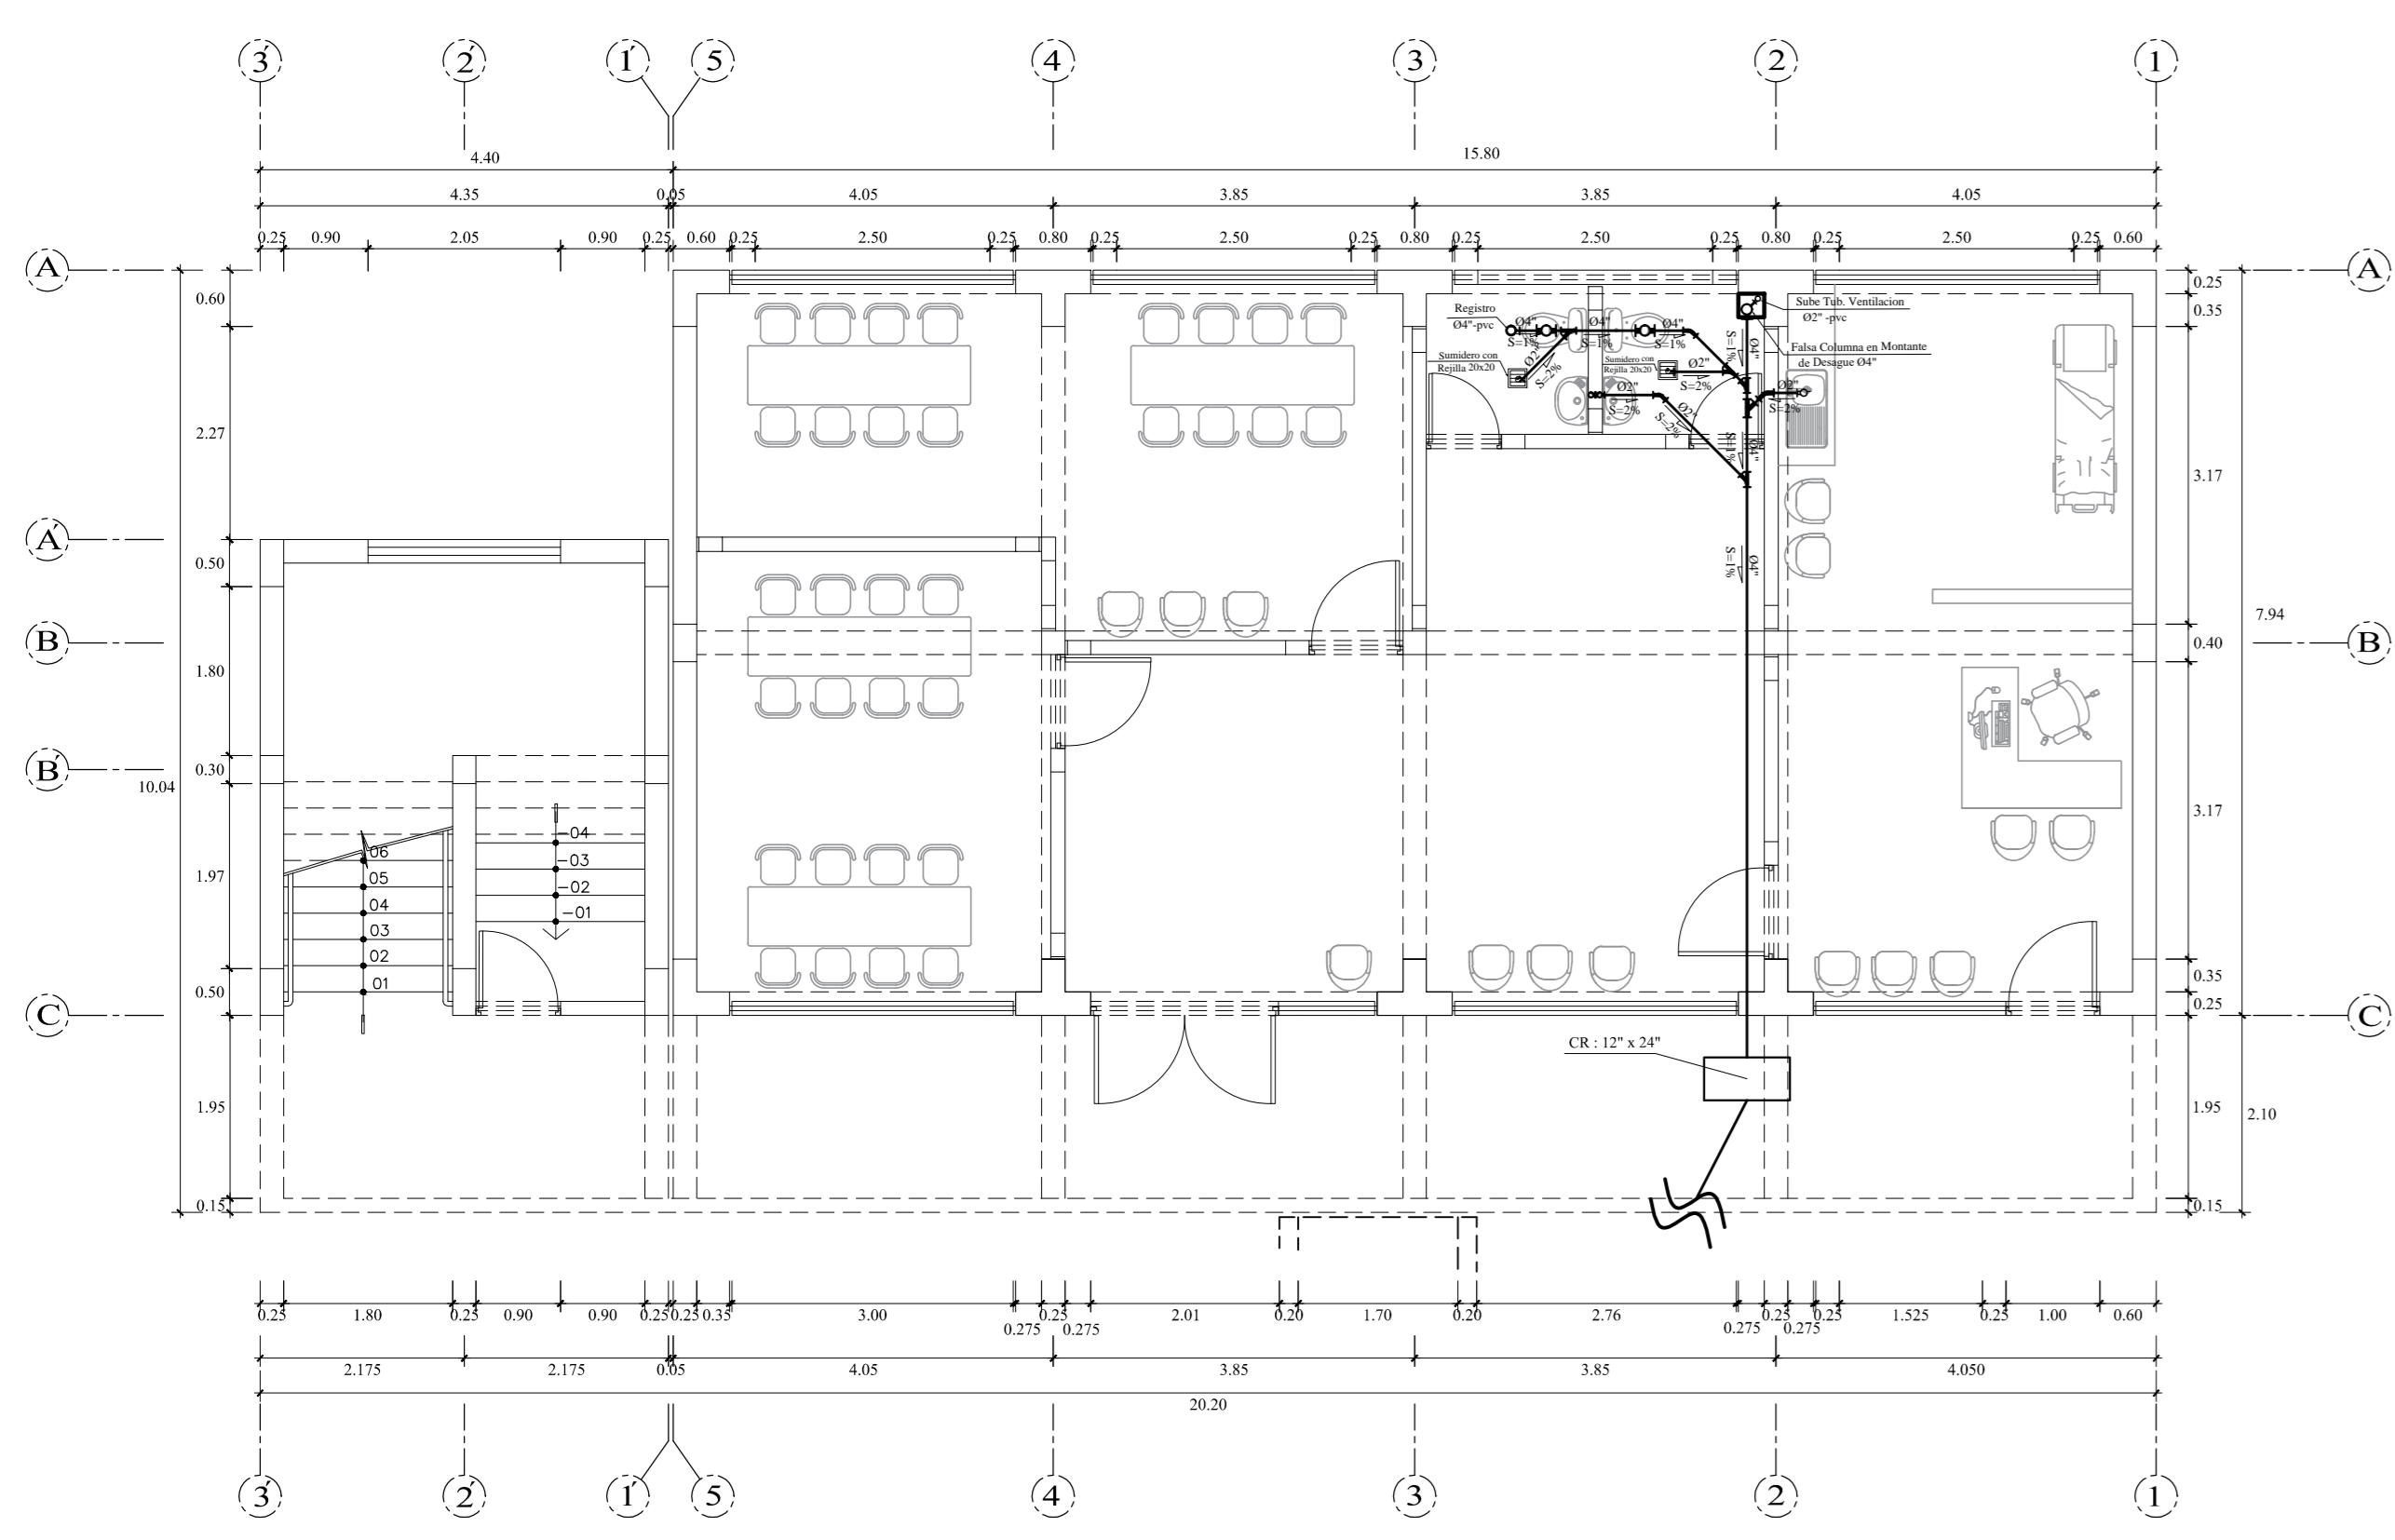 3' 2' 1' 5 4 3 2 1
4.40 15.80
4.35 0.05 4.05 3.85 3.85 4.05
0.25 0.90 2.05 0.90 0.25 0.60 0.25 2.50 0.25 0.80 0.25 2.50 0.25 0.80 0.25 2.50 0.25 0.80 0.25 2.50 0.25 0.60
A A
A'
B B
B'
C C
0.60
2.27
0.50
1.80
0.30
10.04
1.97
0.50
1.95
0.15
06
05
04
03
02
01
-04
-03
-02
-01
Registro
Ø4"-pvc
Ø4"
S=1%
Ø4"
S=1%
Ø4"
S=1%
Sumidero con
Rejilla 20x20
Ø2"
S=2%
Sumidero con
Rejilla 20x20
Ø2"
S=2%
Ø2"
S=2%
Ø2"
S=2%
Ø2"
S=2%
S=1%
Ø4"
S=1%
Ø4"
S=1%
Ø4"
Sube Tub. Ventilacion
Ø2" -pvc
Falsa Columna en Montante
de Desague Ø4"
CR : 12" x 24"
0.25
0.35
3.17
7.94
0.40
3.17
0.35
0.25
1.95
2.10
0.15
0.25 1.80 0.25 0.90 0.90 0.25 0.25 0.35 3.00 0.275 0.25 0.275 2.01 0.20 1.70 0.20 2.76 0.275 0.25 0.275 0.25 1.525 0.25 1.00 0.60
2.175 2.175 0.05 4.05 3.85 3.85 4.050
20.20
3' 2' 1' 5 4 3 2 1